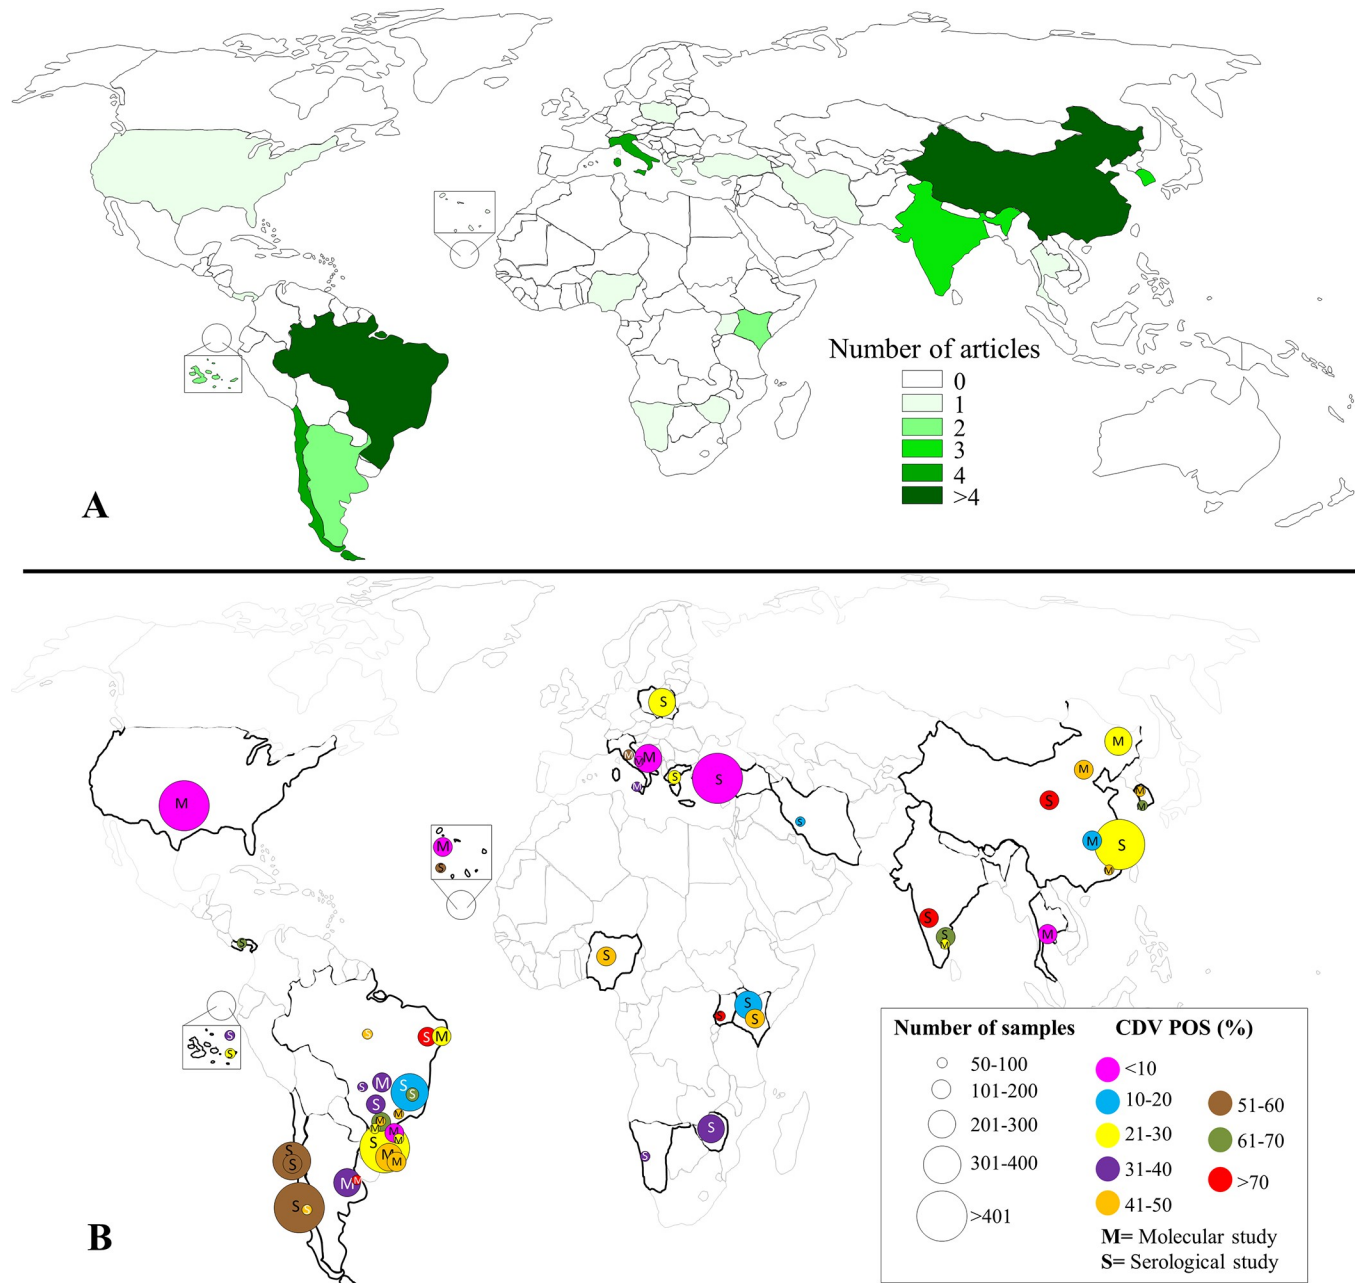 Number of articles
0
1
2
3
4
>4
A
S
M
M
M
S
M
S
M
S
M
M
S
S
M
M
M
M
S
M
S
S
M
M
S
S
S
S
S
S
S
S
M
S
M
S
S
S
S
M
S
M
M
M
M
M
S
M
M
S
S
M
M
S
S
S
S
B
Number of samples
50-100
101-200
201-300
301-400
>401
CDV POS (%)
<10
10-20
21-30
31-40
41-50
51-60
61-70
>70
M= Molecular study
S= Serological study